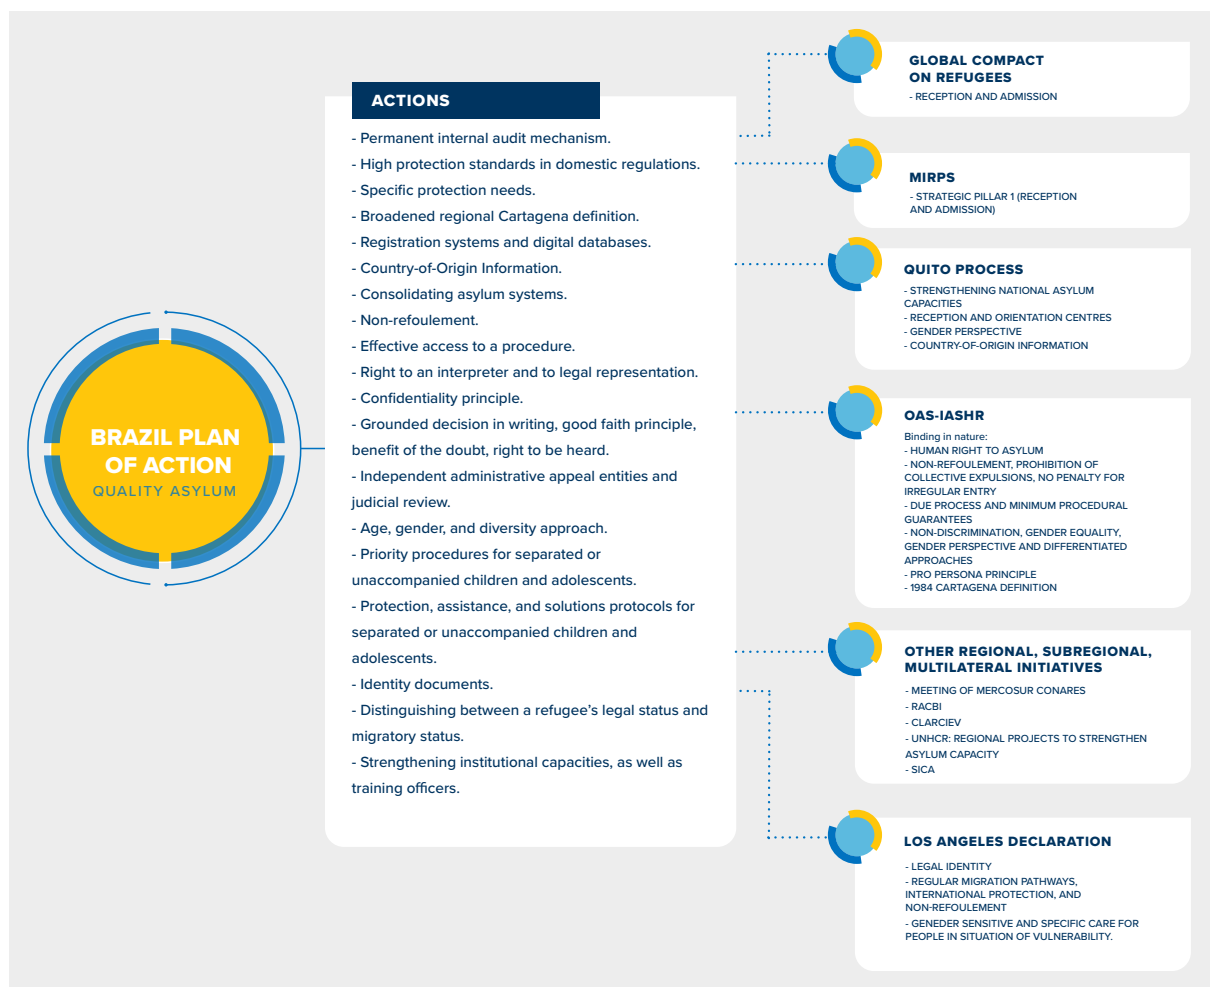 BRAZIL PLAN
OF ACTION
QUALITY ASYLUM
ACTIONS
- Permanent internal audit mechanism.
- High protection standards in domestic regulations.
- Specific protection needs.
- Broadened regional Cartagena definition.
- Registration systems and digital databases.
- Country-of-Origin Information.
- Consolidating asylum systems.
- Non-refoulement.
- Effective access to a procedure.
- Right to an interpreter and to legal representation.
- Confidentiality principle.
- Grounded decision in writing, good faith principle,
benefit of the doubt, right to be heard.
- Independent administrative appeal entities and
judicial review.
- Age, gender, and diversity approach.
- Priority procedures for separated or
unaccompanied children and adolescents.
- Protection, assistance, and solutions protocols for
separated or unaccompanied children and
adolescents.
- Identity documents.
- Distinguishing between a refugee’s legal status and
migratory status.
- Strengthening institutional capacities, as well as
training officers.
GLOBAL COMPACT
ON REFUGEES
- RECEPTION AND ADMISSION
MIRPS
- STRATEGIC PILLAR 1 (RECEPTION
AND ADMISSION)
QUITO PROCESS
- STRENGTHENING NATIONAL ASYLUM
CAPACITIES
- RECEPTION AND ORIENTATION CENTRES
- GENDER PERSPECTIVE
- COUNTRY-OF-ORIGIN INFORMATION
OAS-IASHR
Binding in nature:
- HUMAN RIGHT TO ASYLUM
- NON-REFOULEMENT, PROHIBITION OF
COLLECTIVE EXPULSIONS, NO PENALTY FOR
IRREGULAR ENTRY
- DUE PROCESS AND MINIMUM PROCEDURAL
GUARANTEES
- NON-DISCRIMINATION, GENDER EQUALITY,
GENDER PERSPECTIVE AND DIFFERENTIATED
APPROACHES
- PRO PERSONA PRINCIPLE
- 1984 CARTAGENA DEFINITION
OTHER REGIONAL, SUBREGIONAL,
MULTILATERAL INITIATIVES
- MEETING OF MERCOSUR CONARES
- RACBI
- CLARCIEV
- UNHCR: REGIONAL PROJECTS TO STRENGTHEN
ASYLUM CAPACITY
- SICA
LOS ANGELES DECLARATION
- LEGAL IDENTITY
- REGULAR MIGRATION PATHWAYS,
INTERNATIONAL PROTECTION, AND
NON-REFOULEMENT
- GENEDER SENSITIVE AND SPECIFIC CARE FOR
PEOPLE IN SITUATION OF VULNERABILITY.